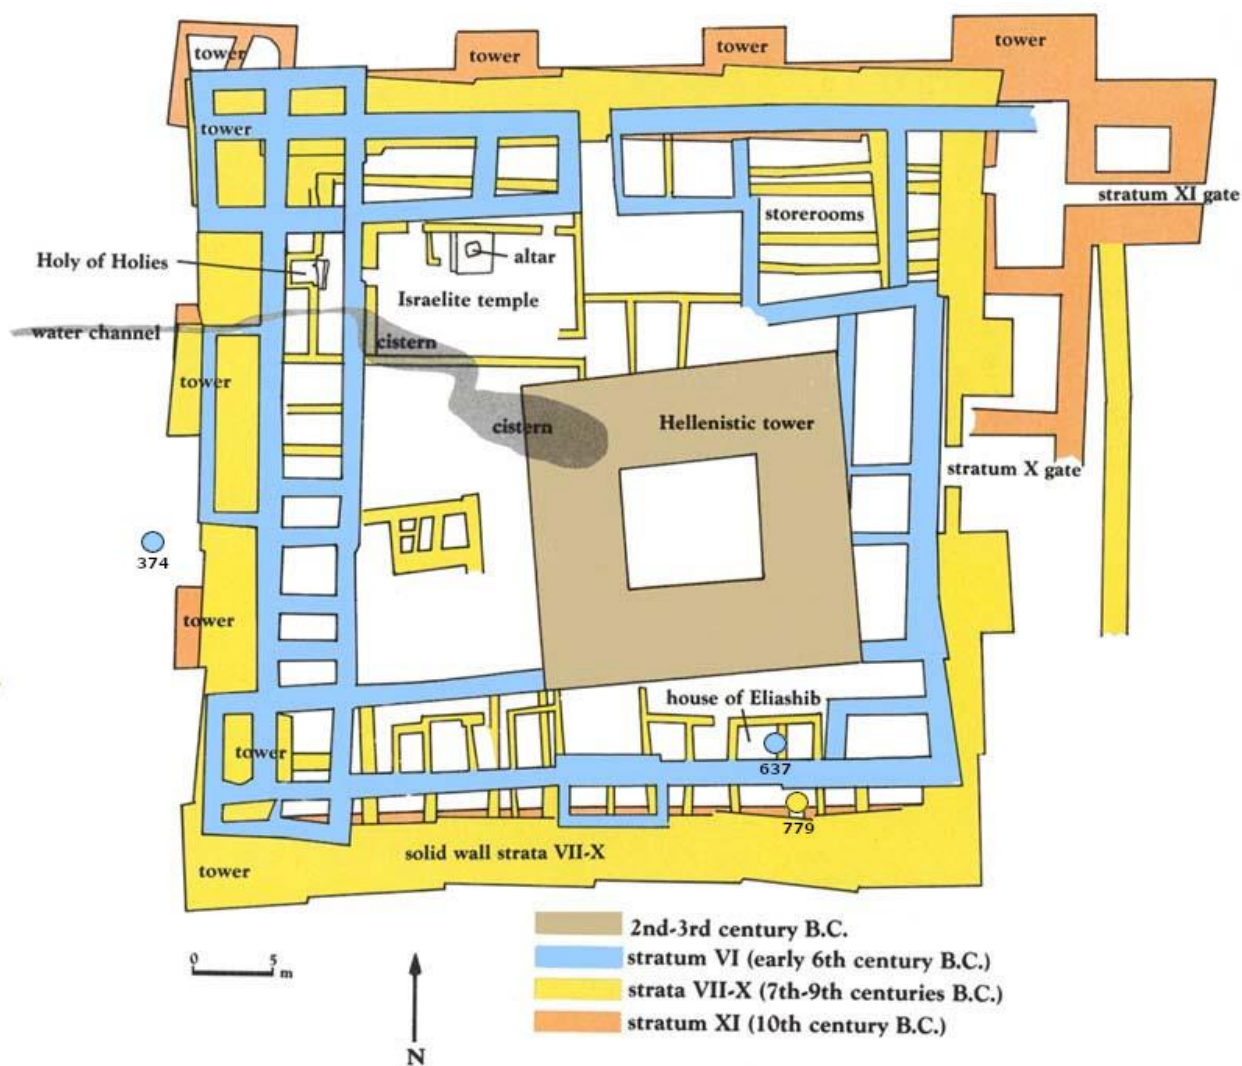 tower
tower
tower
tower
tower
stratum XI gate
storerooms
Holy of Holies
altar
Israelite temple
water channel
cistern
tower
cistern
Hellenistic tower
stratum X gate
374
tower
house of Eliashib
tower
637
779
solid wall strata VII-X
tower
2nd-3rd century B.C.
0 5 m
stratum VI (early 6th century B.C.)
strata VII-X (7th-9th centuries B.C.)
stratum XI (10th century B.C.)
N